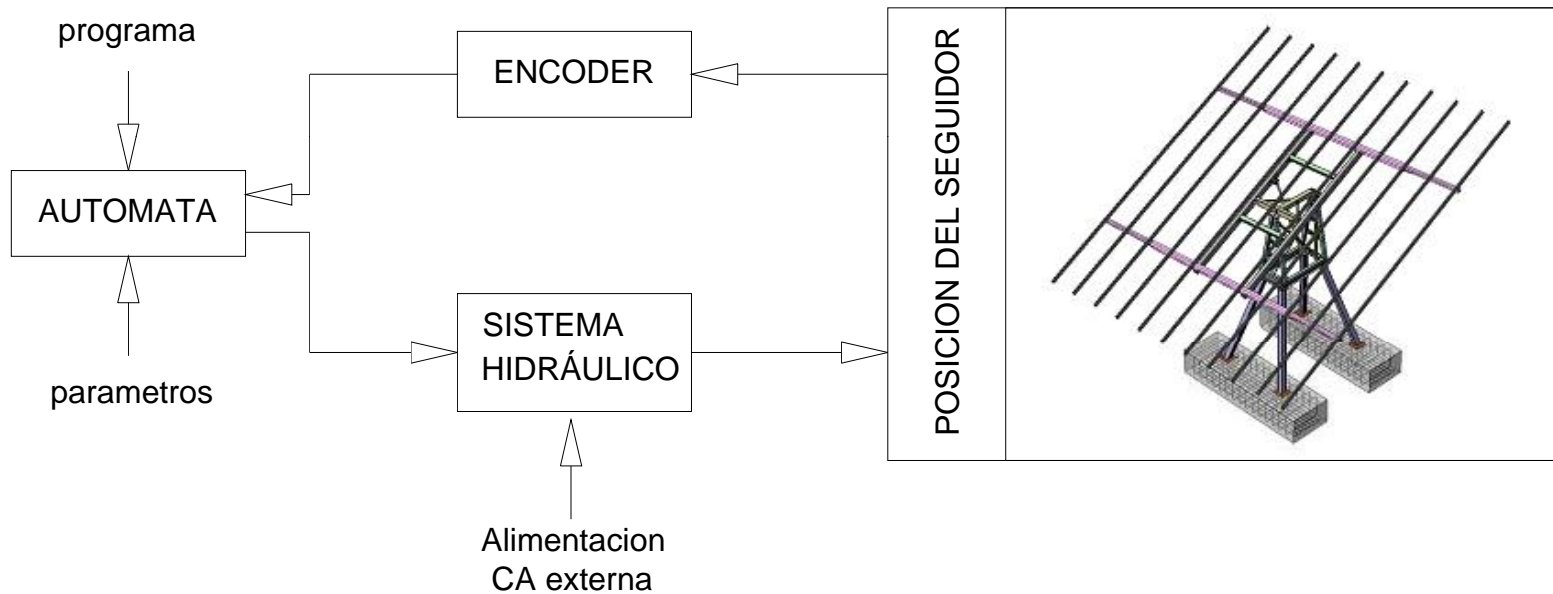 programa
ENCODER
AUTOMATA
parametros
SISTEMA
HIDRÁULICO
Alimentacion
CA externa
POSICION DEL SEGUIDOR